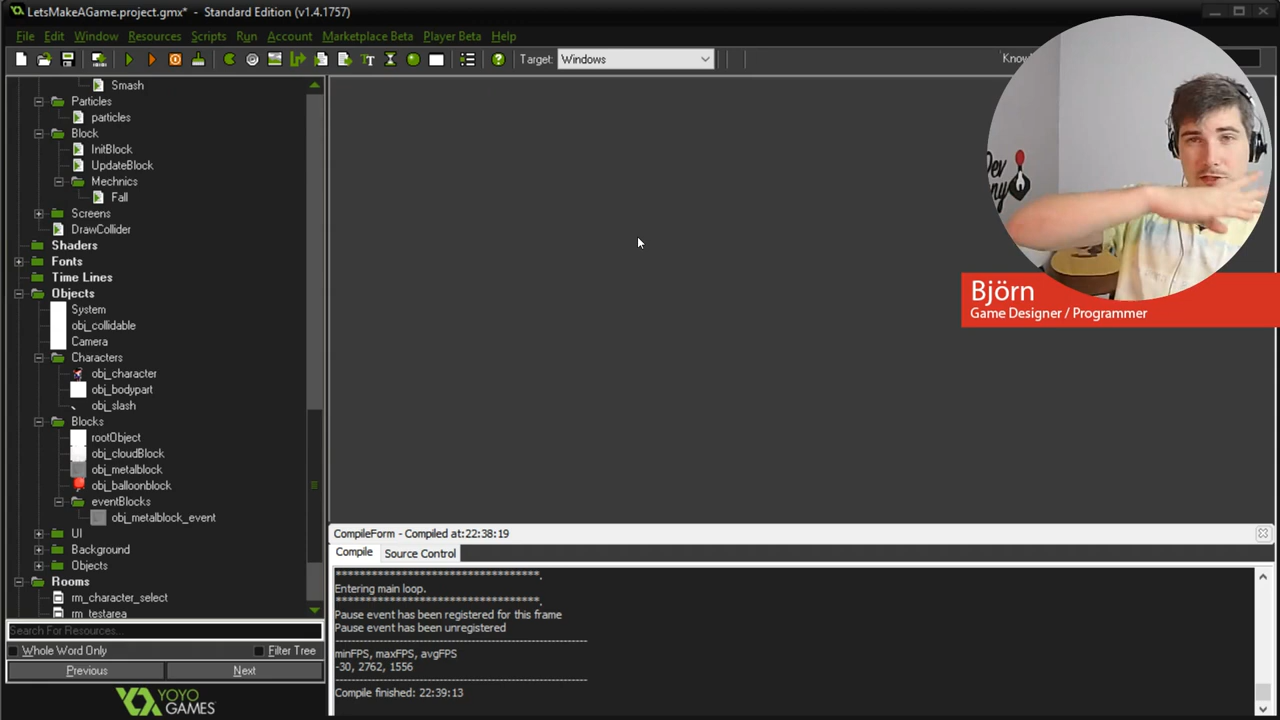 LetsMakeAGame.project.gmx* - Standard Edition (v1.4.1757)
File Edit Window Resources Scripts Run Account Marketplace Beta Player Beta Help
Target: Windows
Smash
Particles
particles
Block
InitBlock
UpdateBlock
Mechnics
Fall
Screens
DrawCollider
Shaders
Fonts
Time Lines
Objects
System
obj_collidable
Camera
Characters
obj_character
obj_bodypart
obj_slash
Blocks
rootObject
obj_cloudBlock
obj_metalblock
obj_balloonblock
eventBlocks
obj_metalblock_event
UI
Background
Objects
Rooms
rm_character_select
rm_testarea
Search For Resources...
Whole Word Only Filter Tree
Previous Next
YOYO
GAMES™
Björn
Game Designer / Programmer
CompileForm - Compiled at:22:38:19
Compile Source Control
**********************************.
Entering main loop.
**********************************.
Pause event has been registered for this frame
Pause event has been unregistered
minFPS, maxFPS, avgFPS
-30, 2762, 1556
Compile finished: 22:39:13